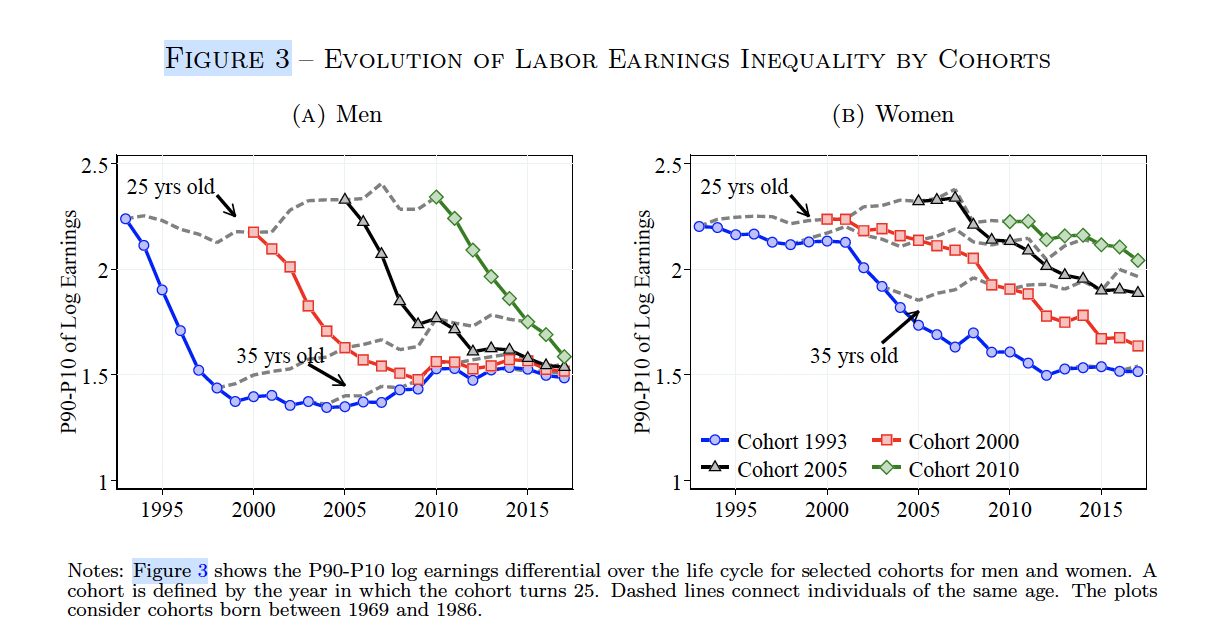 FIGURE 3 – EVOLUTION OF LABOR EARNINGS INEQUALITY BY COHORTS
(A) Men
(B) Women
2.5
2
1.5
1
P90-P10 of Log Earnings
25 yrs old
35 yrs old
1995 2000 2005 2010 2015
2.5
2
1.5
1
P90-P10 of Log Earnings
25 yrs old
35 yrs old
Cohort 1993 Cohort 2000
Cohort 2005 Cohort 2010
1995 2000 2005 2010 2015
Notes: Figure 3 shows the P90-P10 log earnings differential over the life cycle for selected cohorts for men and women. A
cohort is defined by the year in which the cohort turns 25. Dashed lines connect individuals of the same age. The plots
consider cohorts born between 1969 and 1986.